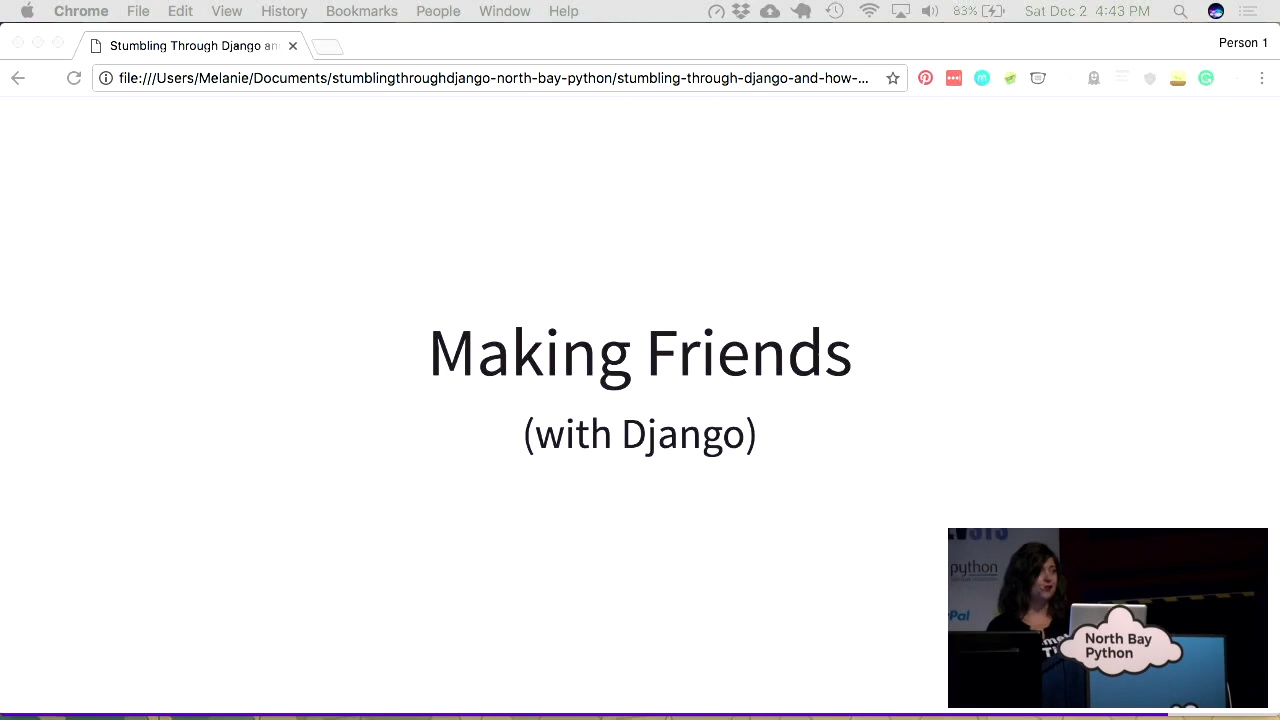 Chrome File Edit View History Bookmarks People Window Help 83% Sat Dec 2 4:43 PM
Stumbling Through Django an
Person 1
file:///Users/Melanie/Documents/stumblingthroughdjango-north-bay-python/stumbling-through-django-and-how-...
Making Friends
(with Django)
python
Pal
North Bay
Python